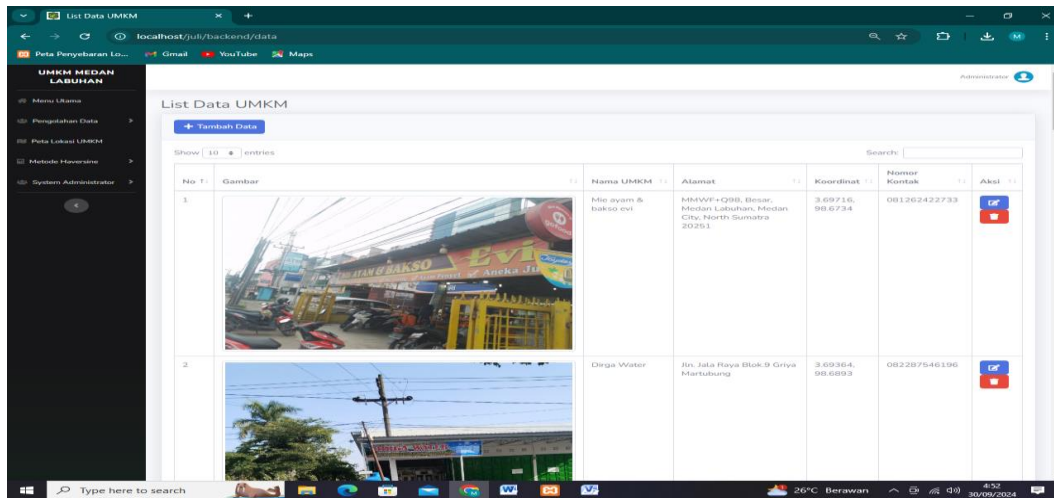 List Data UMKM
localhost/juli/backend/data
Peta Penyebaran Lo...
Gmail
YouTube
Maps
M
UMKM MEDAN
LABUHAN
Menu Utama
Pengolahan Data
Peta Lokasi UMKM
Metode Haversine
System Administrator
Administrator
List Data UMKM
+ Tambah Data
Show 10 entries
Search:
No
Gambar
Nama UMKM
Alamat
Koordinat
Nomor
Kontak
Aksi
1
AYAM & BAKSO
Evi
Aneka Ju
Mie ayam &
bakso evi
MMWF+Q98, Besar,
Medan Labuhan, Medan
City, North Sumatra
20251
3.69716,
98.6734
081262422733
2
Dirga Water
Jln. Jala Raya Blok 9 Griya
Martubung
3.69364,
98.6893
082287546196
Type here to search
26°C Berawan
4:52
30/09/2024